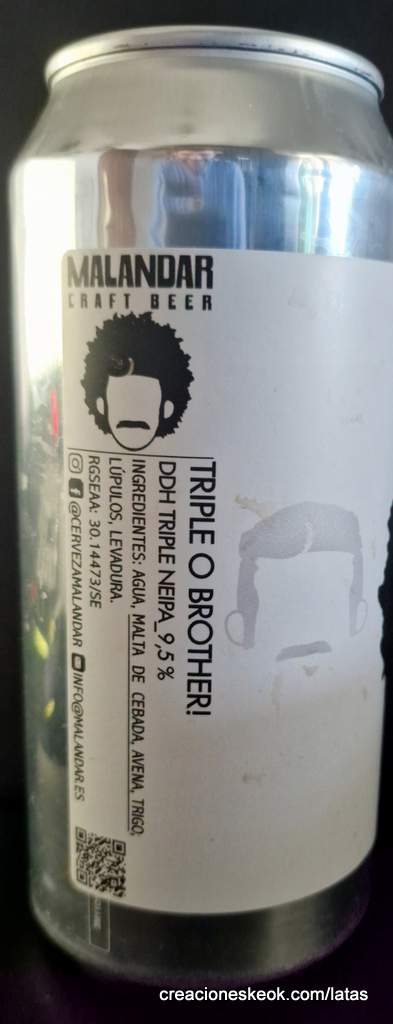 MALANDAR
CRAFT BEER
TRIPLE O BROTHER!
DDH TRIPLE NEIPA_9,5 %
INGREDIENTES: AGUA, MALTA DE CEBADA, AVENA, TRIGO,
LÚPULOS, LEVADURA.
RGSEAA: 30.14473/SE
@CERVEZAMALANDAR INFO@MALANDAR.ES
creacioneskeok.com/latas